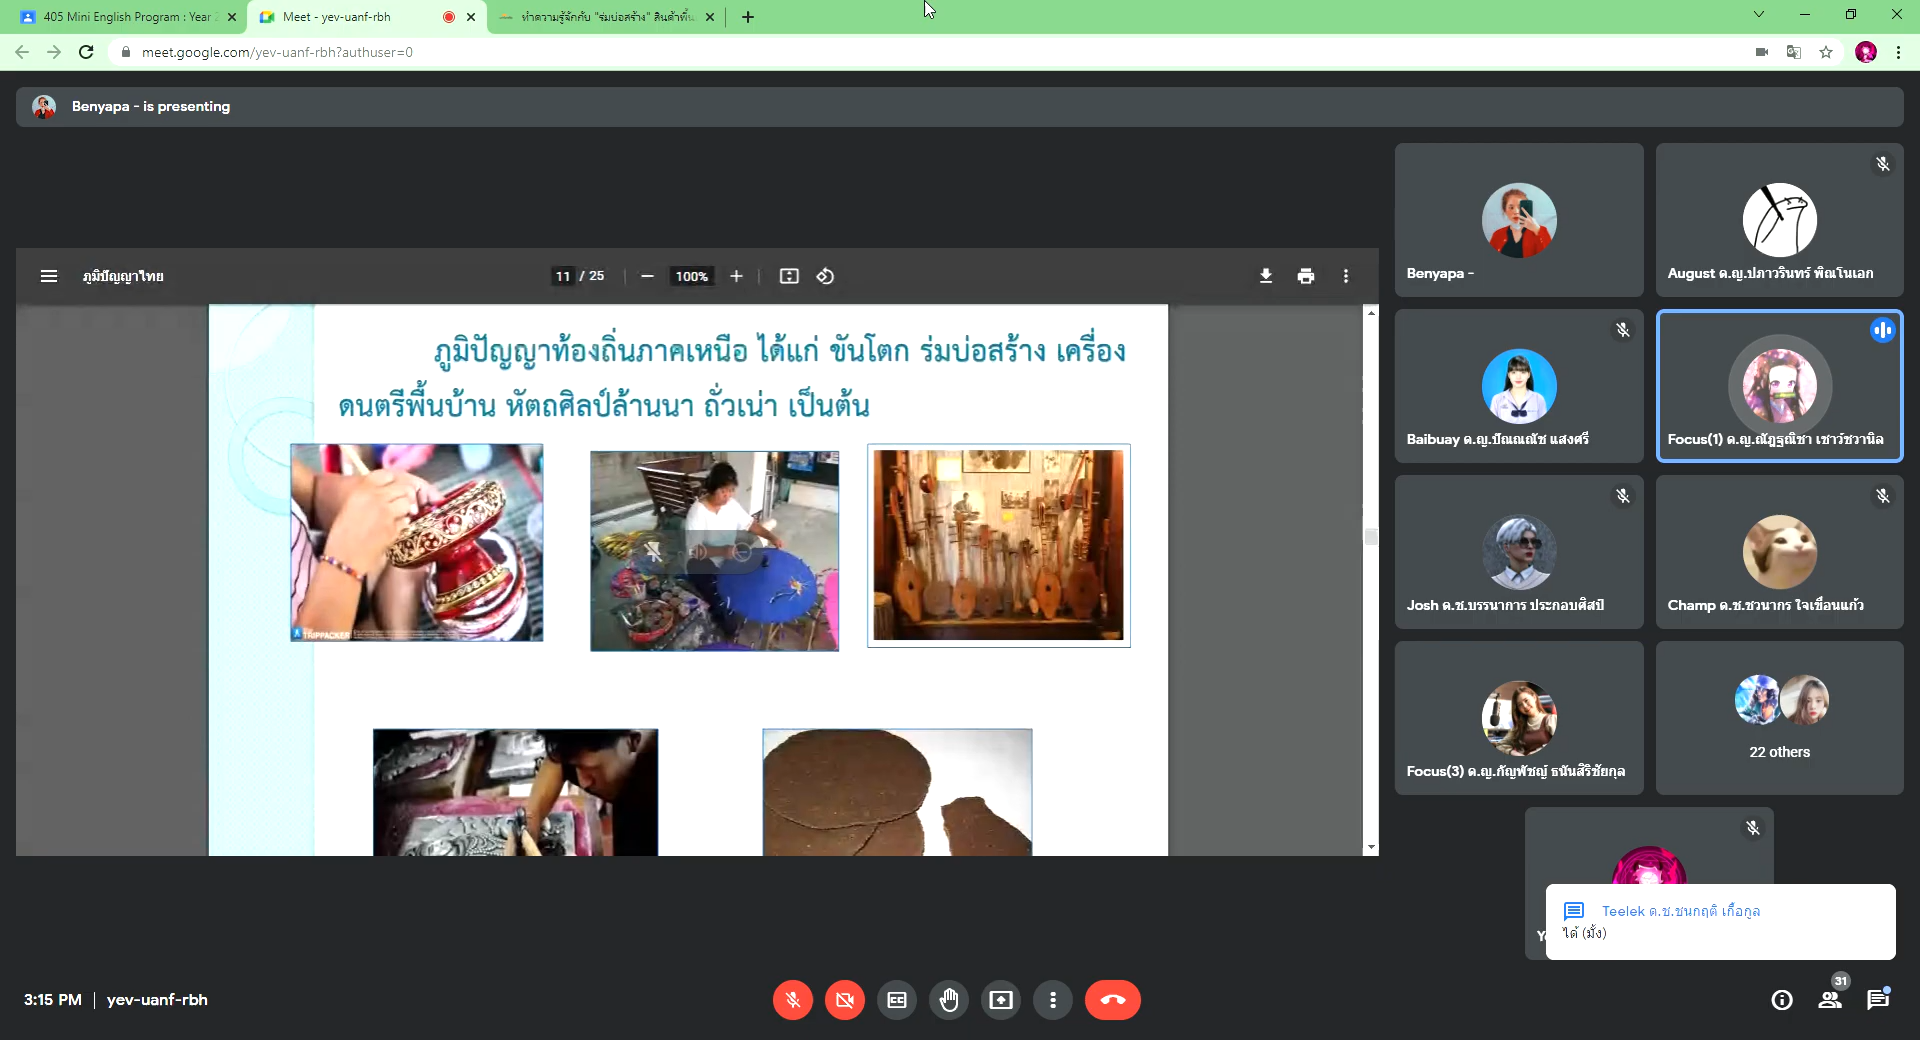 405 Mini English Program : Year
Meet - yev-uanf-rbh
ทำความรู้จักกับ "ร่มบ่อสร้าง" สินค้าพื้น
meet.google.com/yev-uanf-rbh?authuser=0
Benyapa - is presenting
ภูมิปัญญาไทย
11 / 25
100%
ภูมิปัญญาท้องถิ่นภาคเหนือ ได้แก่ ขันโตก ร่มบ่อสร้าง เครื่อง
ดนตรีพื้นบ้าน หัตถศิลป์ล้านนา ถั่วเน่า เป็นต้น
TRIPPACKER
Benyapa -
August ด.ญ.ปภาวรินทร์ พิณโนเอก
Baibuay ด.ญ.ปัณณณัช แสงศรี
Focus(1) ด.ญ.ณัฎฐณิชา เชาว์ชวานิล
Josh ด.ช.บรรนาการ ประกอบศิลป์
Champ ด.ช.ชวนากร ใจเขื่อนแก้ว
Focus(3) ด.ญ.กัญพัชญ์ ธนันสิริชัยกุล
22 others
Teelek ด.ช.ชนกฤติ เกื้อกูล
ได้ (มั้ง)
3:15 PM
yev-uanf-rbh
31